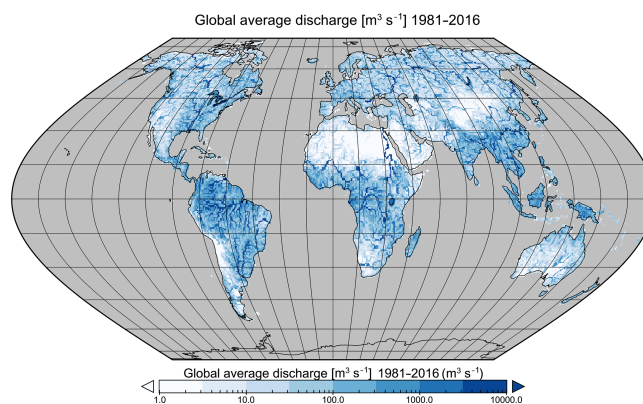 Global average discharge [m³ s⁻¹] 1981–2016
Global average discharge [m³ s⁻¹] 1981–2016 (m³ s⁻¹)
1.0 10.0 100.0 1000.0 10000.0